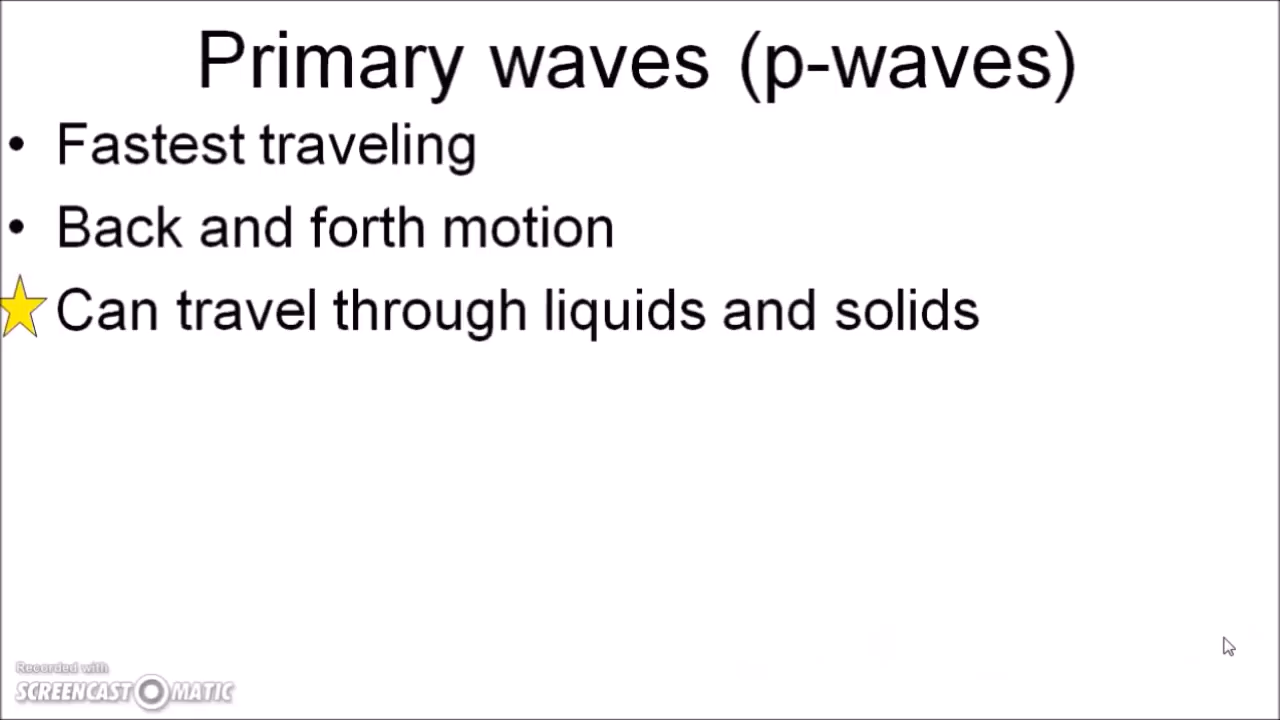 Primary waves (p-waves)
• Fastest traveling
• Back and forth motion
Can travel through liquids and solids
Recorded with
SCREENCAST MATIC